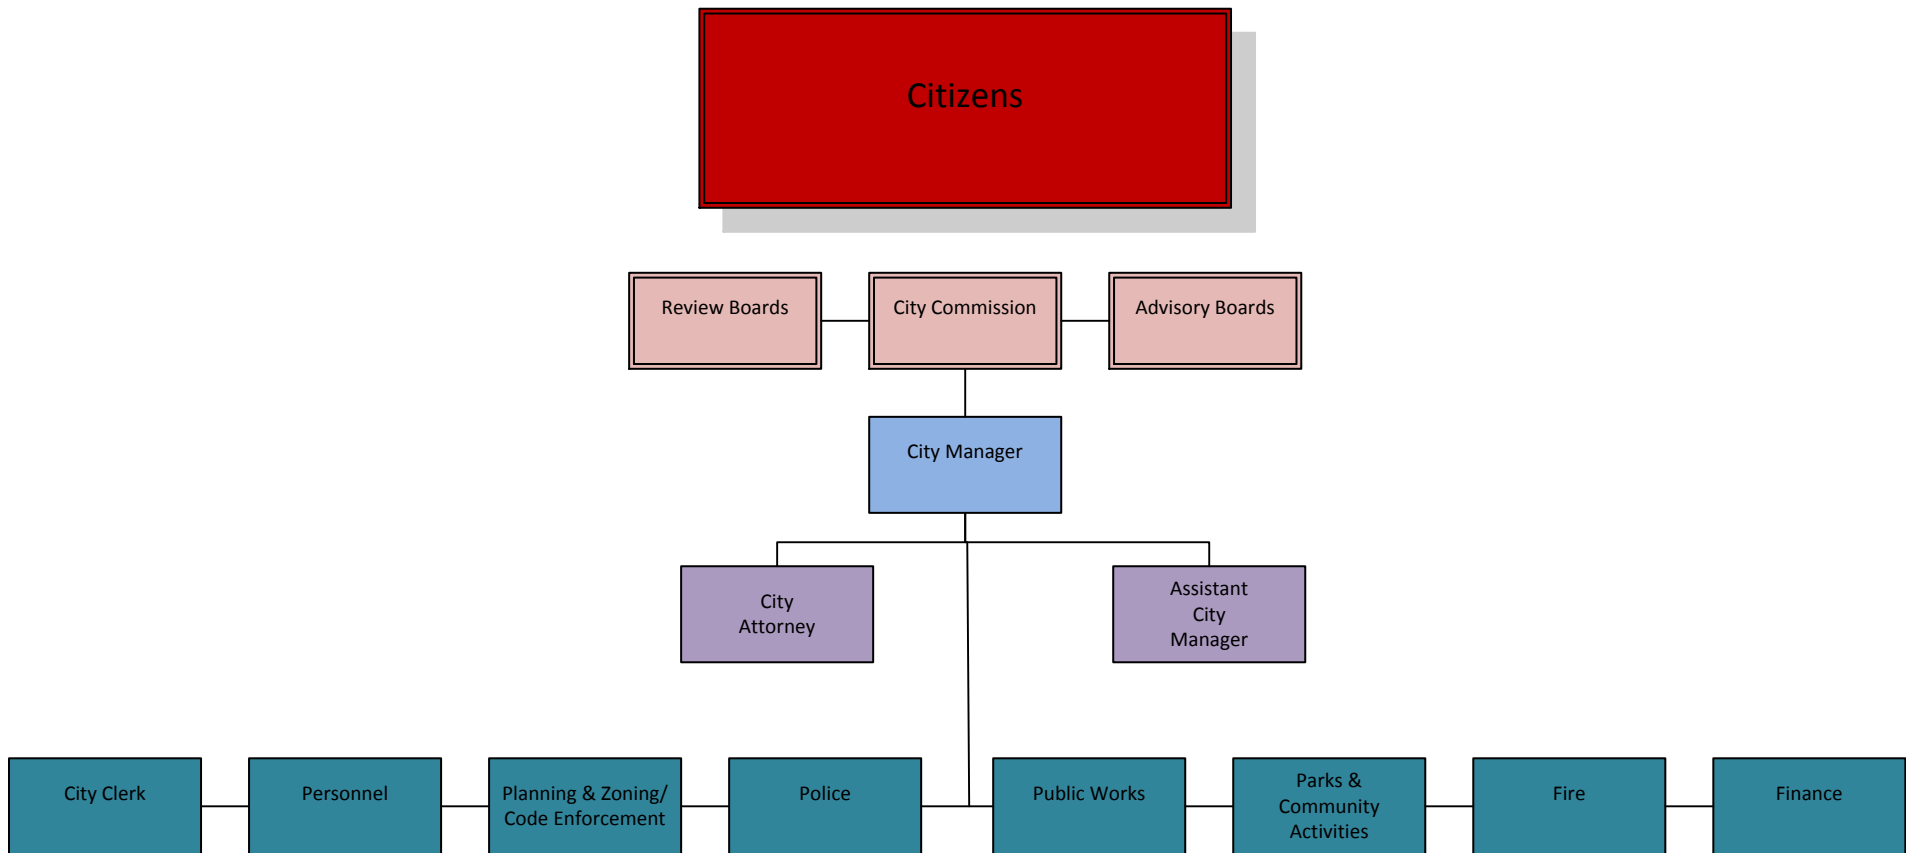 Citizens
Review Boards
City Commission
Advisory Boards
City Manager
City
Attorney
Assistant
City
Manager
City Clerk
Personnel
Planning & Zoning/
Code Enforcement
Police
Public Works
Parks &
Community
Activities
Fire
Finance